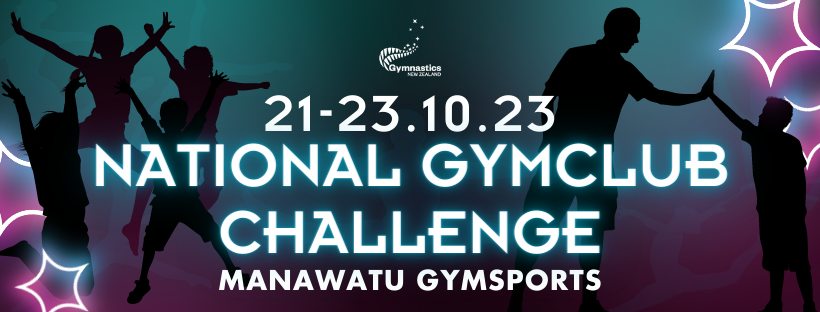 Gymnastics
NEW ZEALAND
21-23.10.23
NATIONAL GYMCLUB
CHALLENGE
MANAWATU GYMSPORTS